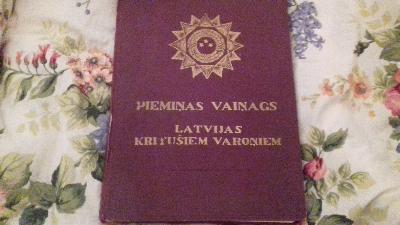 PIEMIŅAS VAINAGS
LATVIJAS
KRITUŠIEM VAROŅIEM